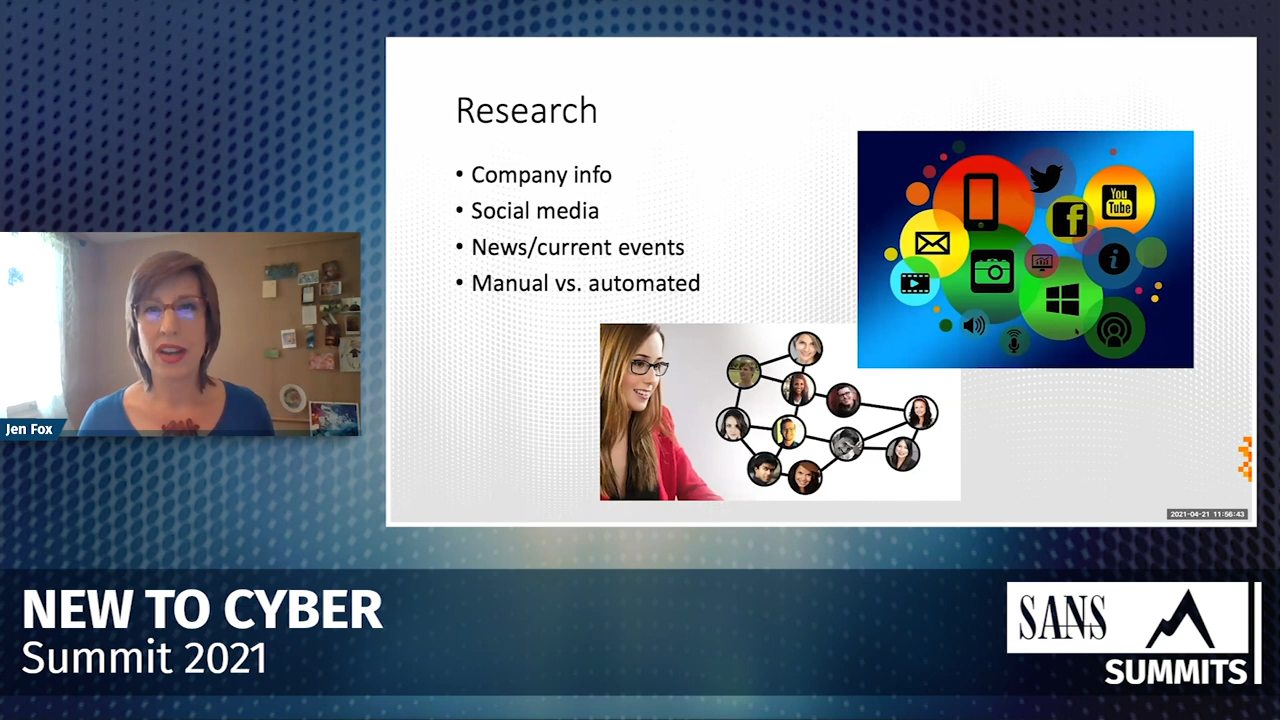 Research
• Company info
• Social media
• News/current events
• Manual vs. automated
You
Tube
Jen Fox
2021-04-21 11:56:43
NEW TO CYBER
Summit 2021
SANS
SUMMITS